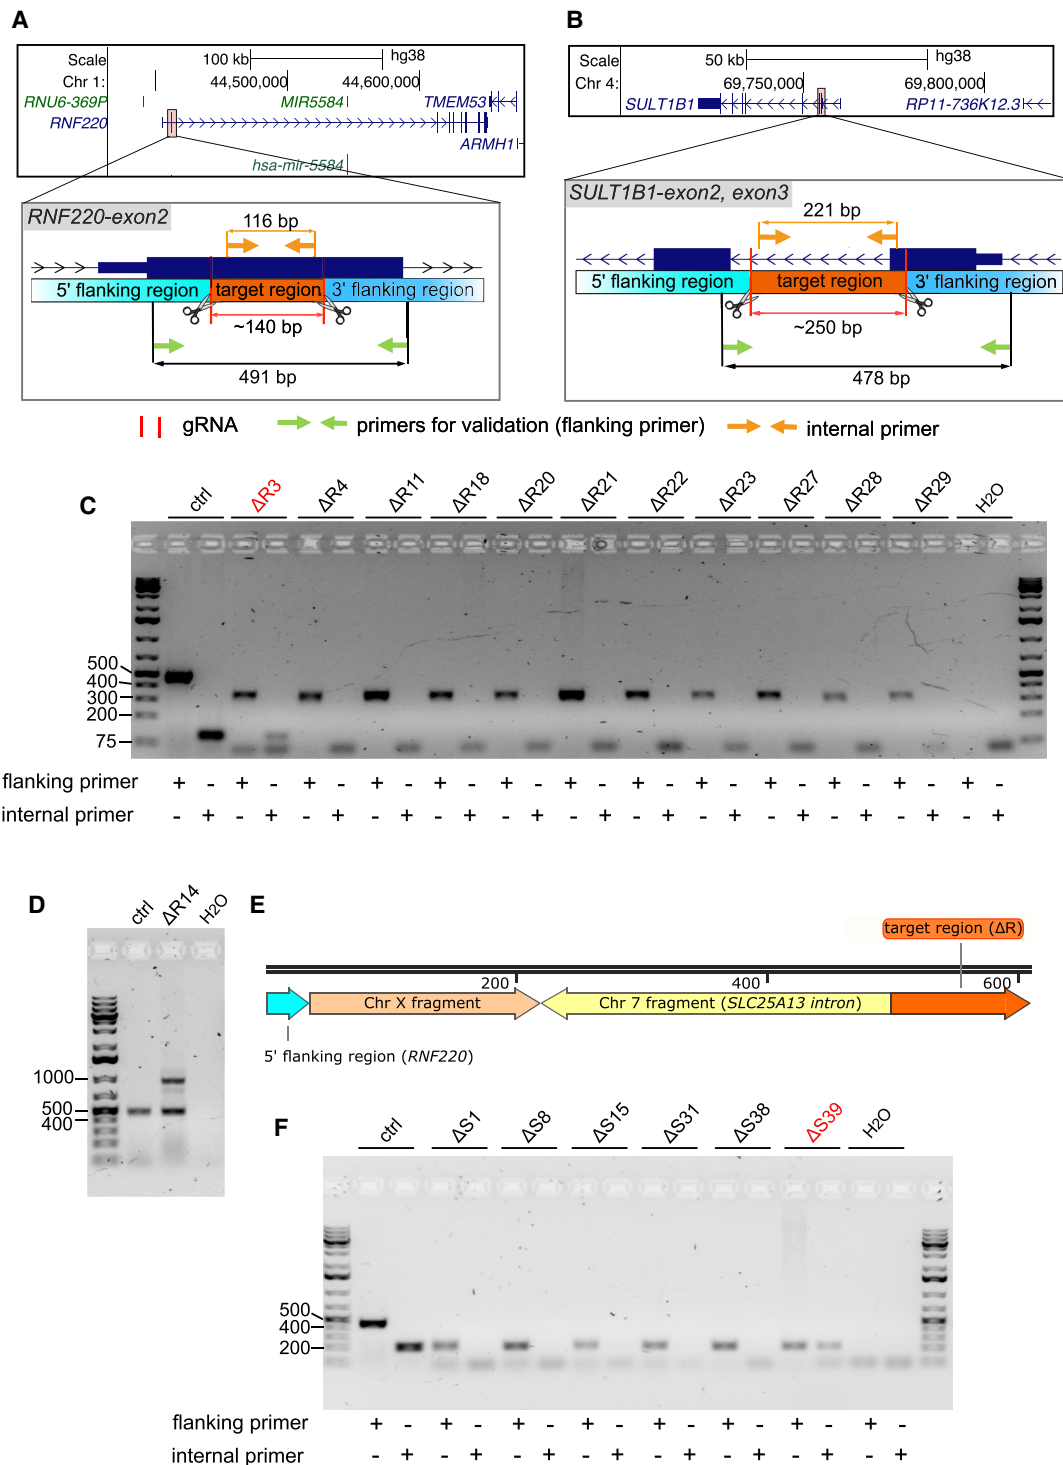 A
Scale 100 kb hg38
Chr 1: 44,500,000 44,600,000
RNU6-369P MIR5584 TMEM53
RNF220
ARMH1
hsa-mir-5584
RNF220-exon2
116 bp
5' flanking region target region 3' flanking region
~140 bp
491 bp
B
Scale 50 kb hg38
Chr 4: 69,750,000 69,800,000
SULT1B1 RP11-736K12.3
SULT1B1-exon2, exon3
221 bp
5' flanking region target region 3' flanking region
~250 bp
478 bp
gRNA primers for validation (flanking primer) internal primer
C
ctrl ΔR3 ΔR4 ΔR11 ΔR18 ΔR20 ΔR21 ΔR22 ΔR23 ΔR27 ΔR28 ΔR29 H2O
500
400
300
200
75
flanking primer + - + - + - + - + - + - + - + - + - + - + - + - + -
internal primer - + - + - + - + - + - + - + - + - + - + - + - + - +
D
ctrl ΔR14 H2O
1000
500
400
E
target region (ΔR)
200 400 600
Chr X fragment Chr 7 fragment (SLC25A13 intron)
5' flanking region (RNF220)
F
ctrl ΔS1 ΔS8 ΔS15 ΔS31 ΔS38 ΔS39 H2O
500
400
200
flanking primer + - + - + - + - + - + - + - + -
internal primer - + - + - + - + - + - + - + - +